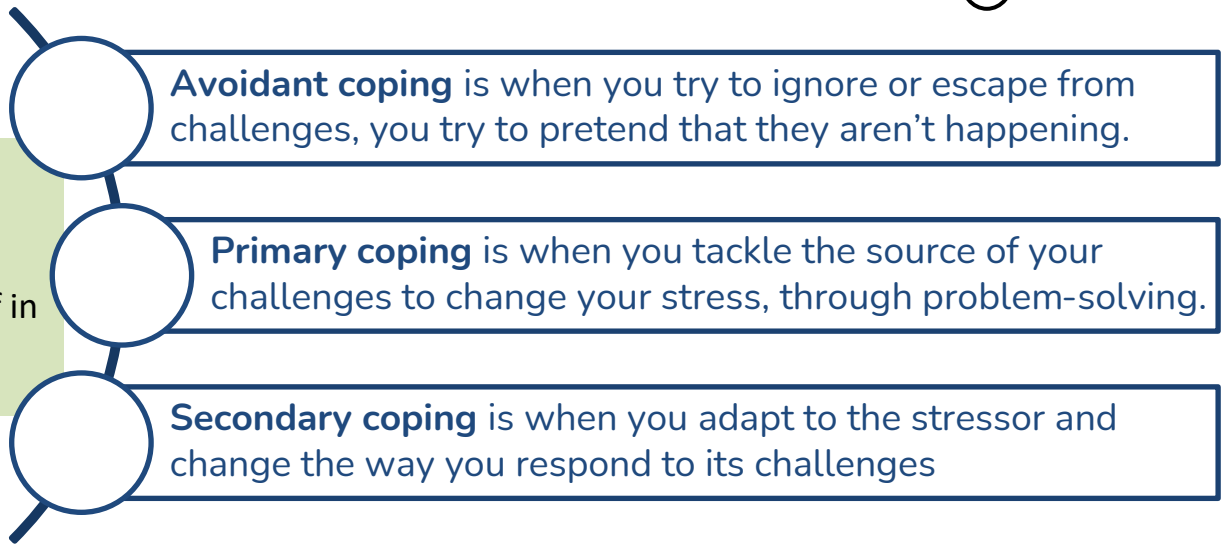 Avoidant coping is when you try to ignore or escape from
challenges, you try to pretend that they aren't happening.
Primary coping is when you tackle the source of your
challenges to change your stress, through problem-solving.
in
Secondary coping is when you adapt to the stressor and
change the way you respond to its challenges